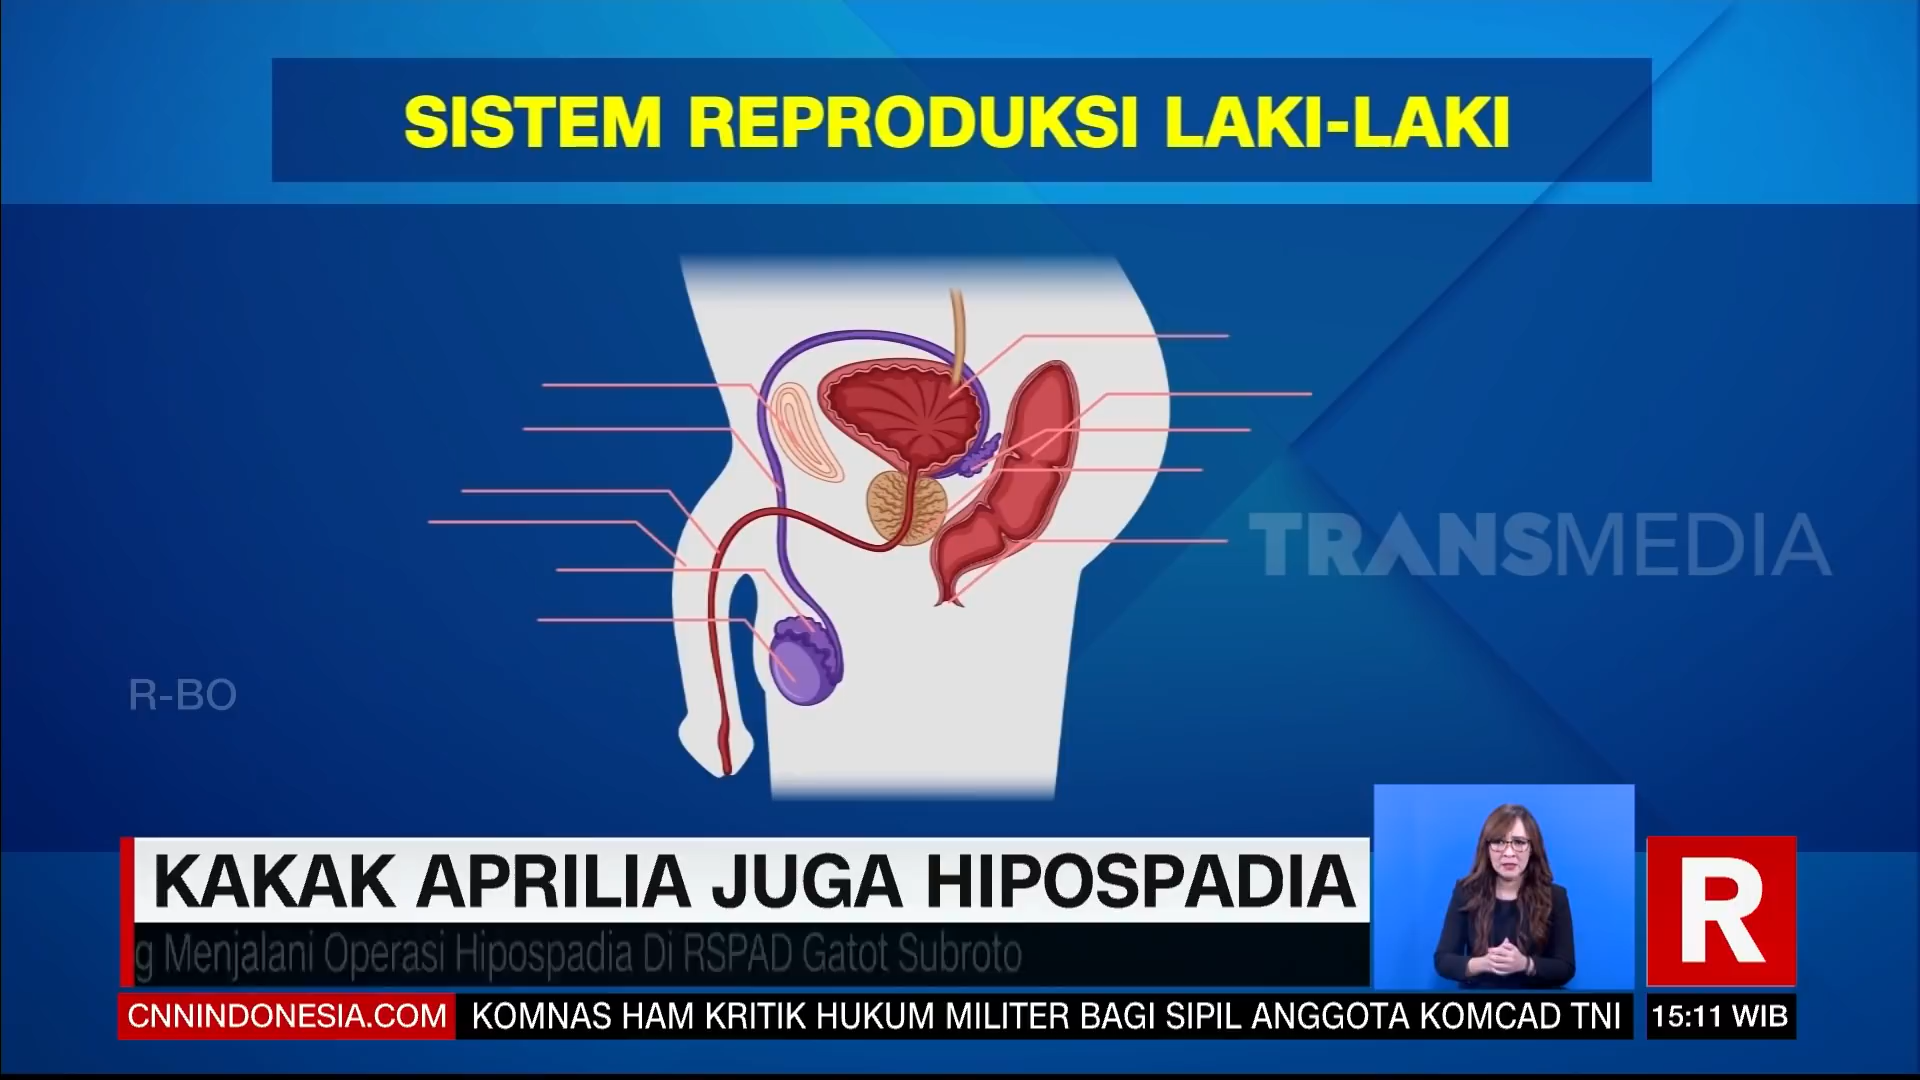 SISTEM REPRODUKSI LAKI-LAKI
TRANSMEDIA
R-BO
KAKAK APRILIA JUGA HIPOSPADIA
g Menjalani Operasi Hipospadia Di RSPAD Gatot Subroto
R
CNNINDONESIA.COM
KOMNAS HAM KRITIK HUKUM MILITER BAGI SIPIL ANGGOTA KOMCAD TNI
15:11 WIB